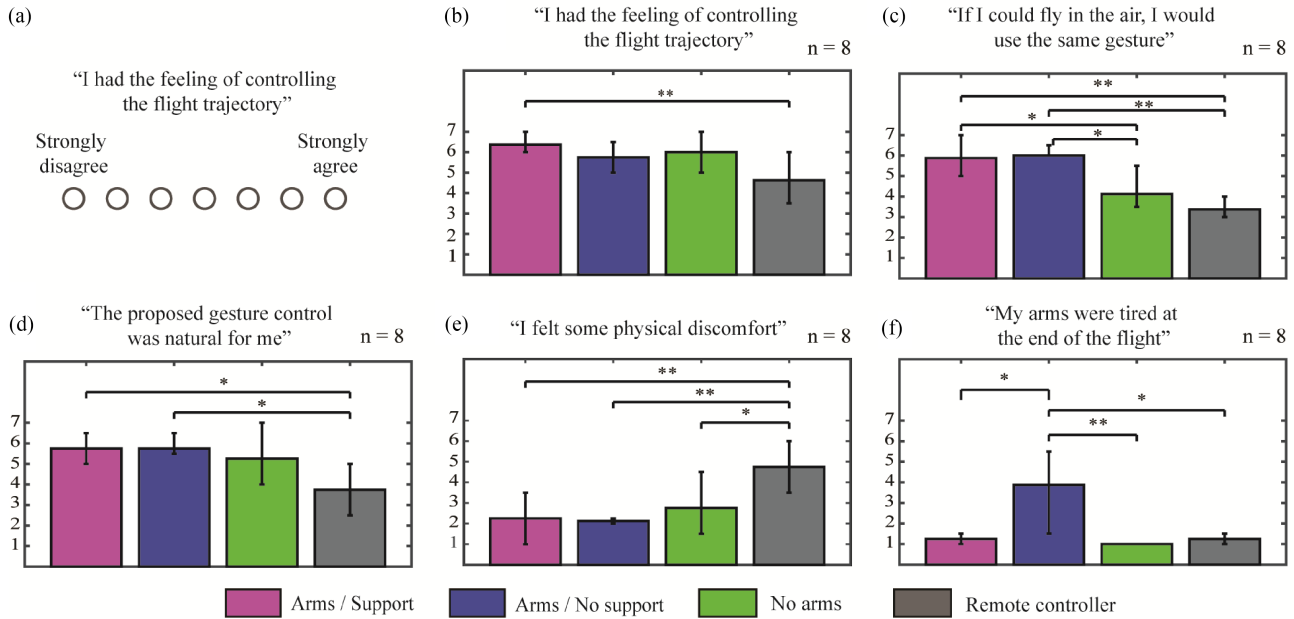 (a)
“I had the feeling of controlling
the flight trajectory”
Strongly
disagree
Strongly
agree
(b)
“I had the feeling of controlling
the flight trajectory”
n = 8
**
7
6
5
4
3
2
1
(c)
“If I could fly in the air, I would
use the same gesture”
n = 8
**
**
*
*
7
6
5
4
3
2
1
(d)
“The proposed gesture control
was natural for me”
n = 8
*
*
7
6
5
4
3
2
1
(e)
“I felt some physical discomfort”
n = 8
**
**
*
7
6
5
4
3
2
1
(f)
“My arms were tired at
the end of the flight”
n = 8
*
*
**
7
6
5
4
3
2
1
Arms / Support
Arms / No support
No arms
Remote controller